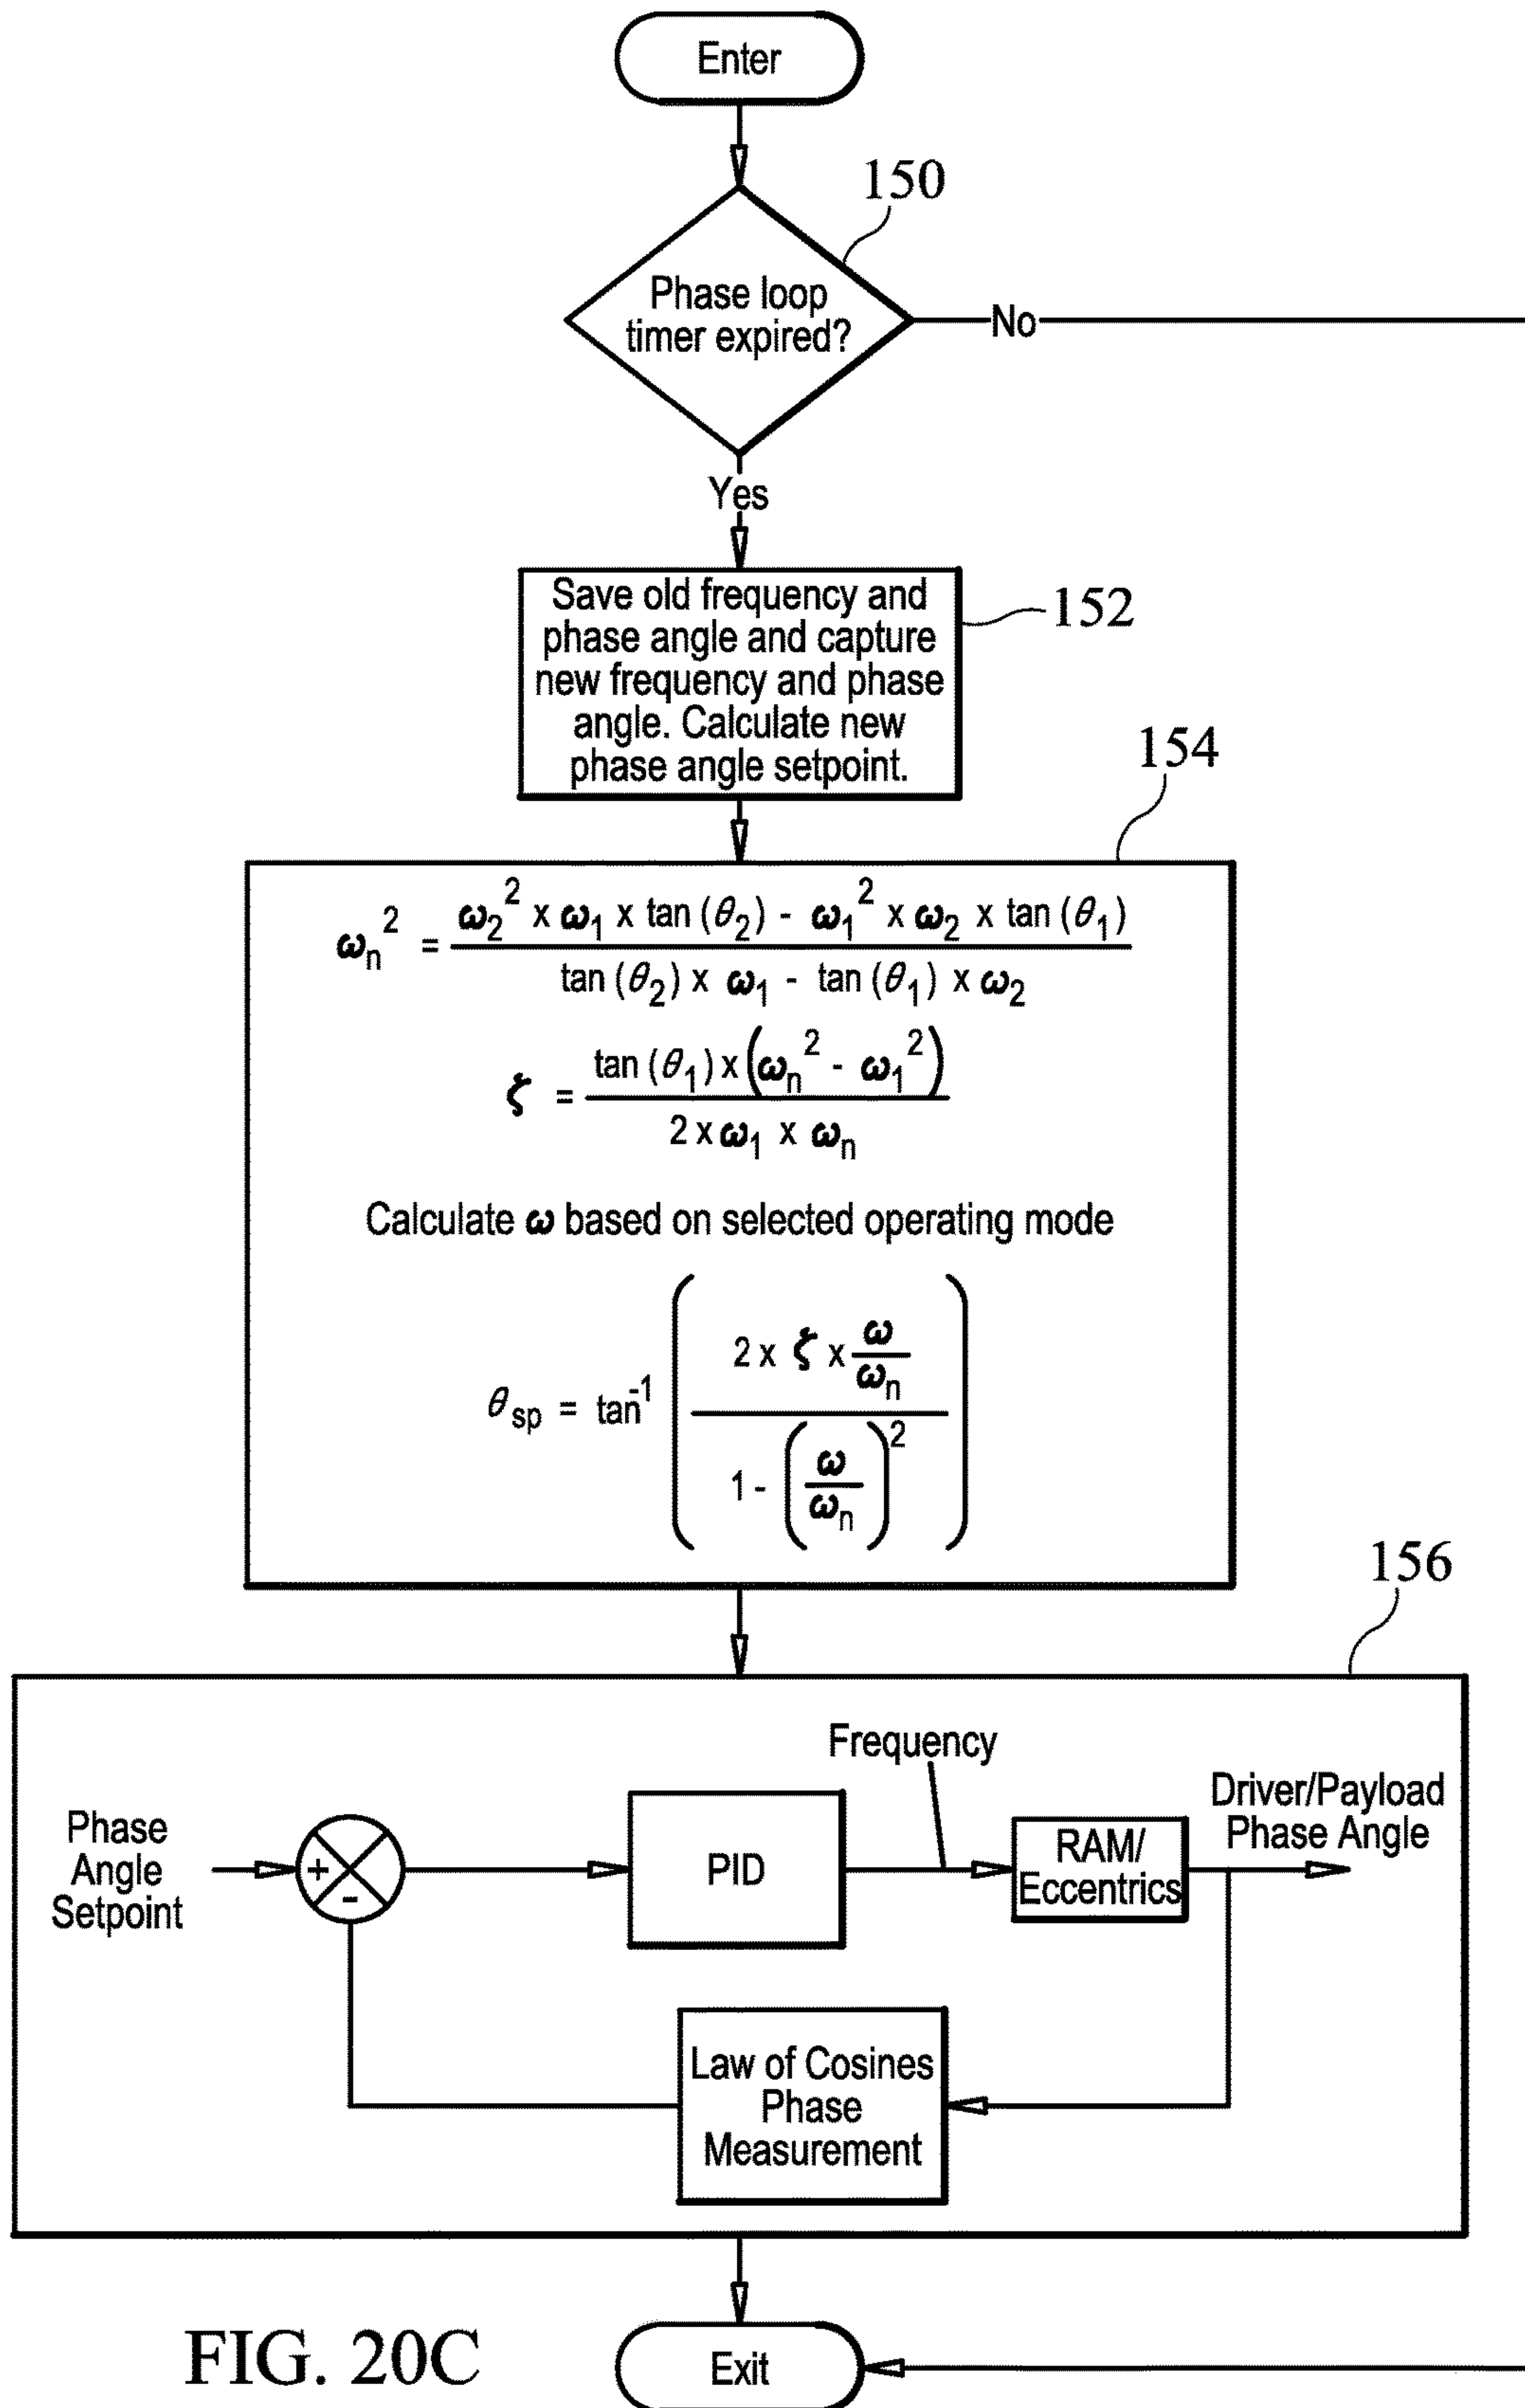 Enter
150
Phase loop
timer expired?
No
Yes
Save old frequency and
phase angle and capture
new frequency and phase
angle. Calculate new
phase angle setpoint.
152
154
ωn² = (ω2² x ω1 x tan (θ2) - ω1² x ω2 x tan (θ1)) / (tan (θ2) x ω1 - tan (θ1) x ω2)
ζ = (tan (θ1) x (ωn² - ω1²)) / (2 x ω1 x ωn)
Calculate ω based on selected operating mode
θsp = tan⁻¹ ((2 x ζ x ω/ωn) / (1 - (ω/ωn)²))
156
Frequency
Driver/Payload
Phase Angle
Phase
Angle
Setpoint
+
-
PID
RAM/
Eccentrics
Law of Cosines
Phase
Measurement
FIG. 20C
Exit